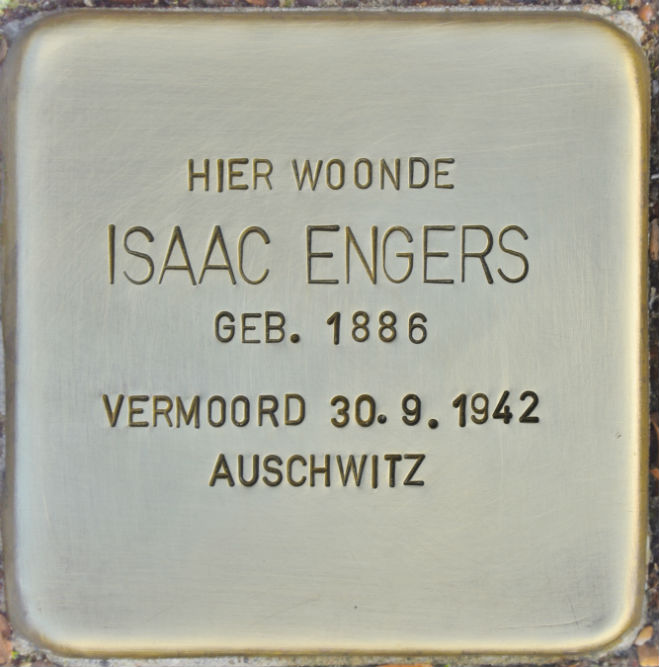 HIER WOONDE
ISAAC ENGERS
GEB. 1886
VERMOORD 30.9.1942
AUSCHWITZ